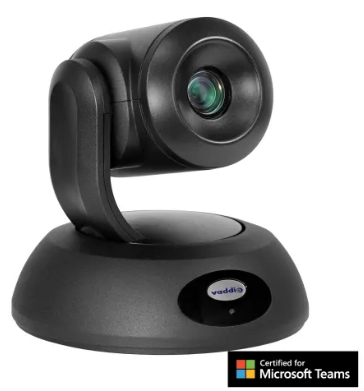 vaddio
Certified for
Microsoft Teams